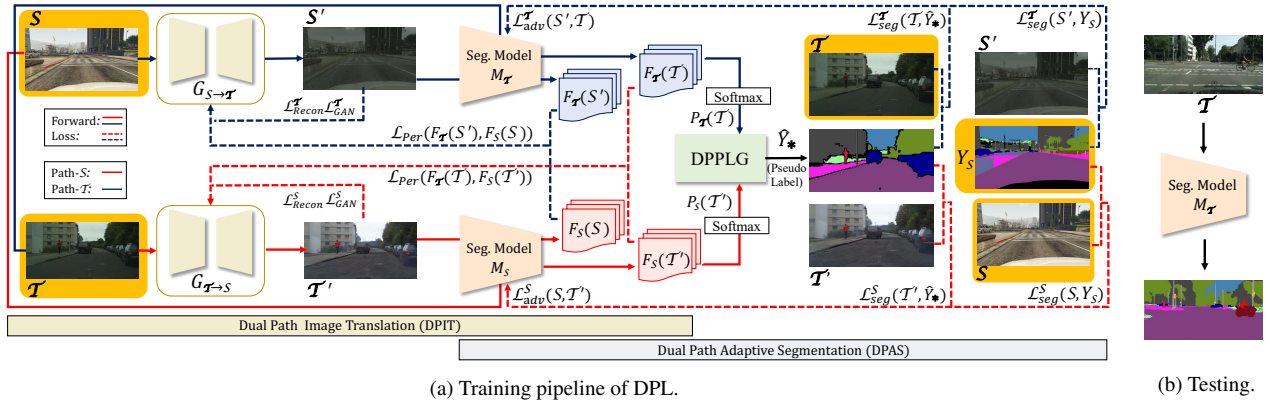 S
S′
G_{S→𝓣}
ℒ^𝓣_{Recon} ℒ^𝓣_{GAN}
Forward:
Loss:
Path-S:
Path-𝒯:
𝓣
𝒯′
G_{𝓣→S}
ℒ^S_{Recon} ℒ^S_{GAN}
ℒ_{Per}(F_𝓣(S′), F_S(S))
ℒ_{Per}(F_𝓣(𝒯), F_S(𝒯′))
ℒ^𝓣_{adv}(S′, 𝒯)
Seg. Model
M_𝓣
F_𝓣(S′)
F_𝓣(𝒯)
Softmax
P_𝓣(𝒯)
DPPLG
P_S(𝒯′)
Softmax
Seg. Model
M_S
F_S(S)
F_S(𝒯′)
ℒ^S_{adv}(S, 𝒯′)
Ŷ_*
(Pseudo
Label)
ℒ^𝓣_{seg}(𝒯, Ŷ_*)
𝓣
𝒯′
ℒ^S_{seg}(𝒯′, Ŷ_*)
ℒ^𝓣_{seg}(S′, Y_S)
S′
Y_S
S
ℒ^S_{seg}(S, Y_S)
Dual Path Image Translation (DPIT)
Dual Path Adaptive Segmentation (DPAS)
(a) Training pipeline of DPL.
𝓣
Seg. Model
M_𝓣
(b) Testing.